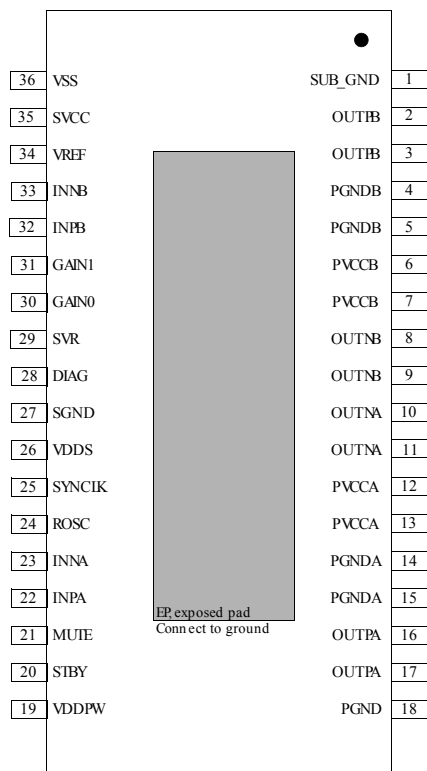 36 VSS SUB_GND 1
35 SVCC OUTPB 2
34 VREF OUTPB 3
33 INNB PGNDB 4
32 INPB PGNDB 5
31 GAIN1 PVCCB 6
30 GAIN0 PVCCB 7
29 SVR OUTNB 8
28 DIAG OUTNB 9
27 SGND OUTNA 10
26 VDDS OUTNA 11
25 SYNCLK PVCCA 12
24 ROSC PVCCA 13
23 INNA PGNDA 14
22 INPA PGNDA 15
EP, exposed pad
Connect to ground
21 MUTE OUTPA 16
20 STBY OUTPA 17
19 VDDPW PGND 18